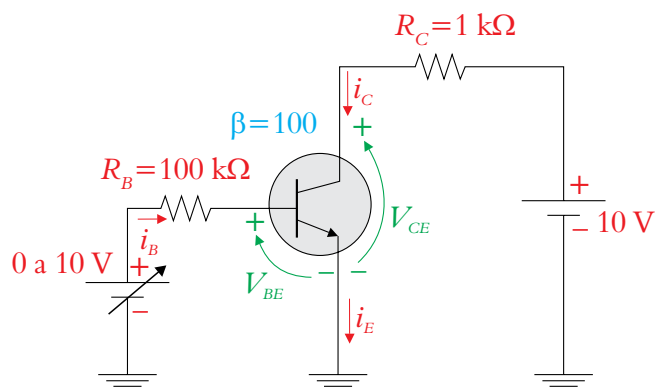 R_C = 1 kΩ
i_C
+
β=100
R_B = 100 kΩ
+
+
V_CE
− 10 V
i_B
0 a 10 V +
V_BE
− −
−
i_E